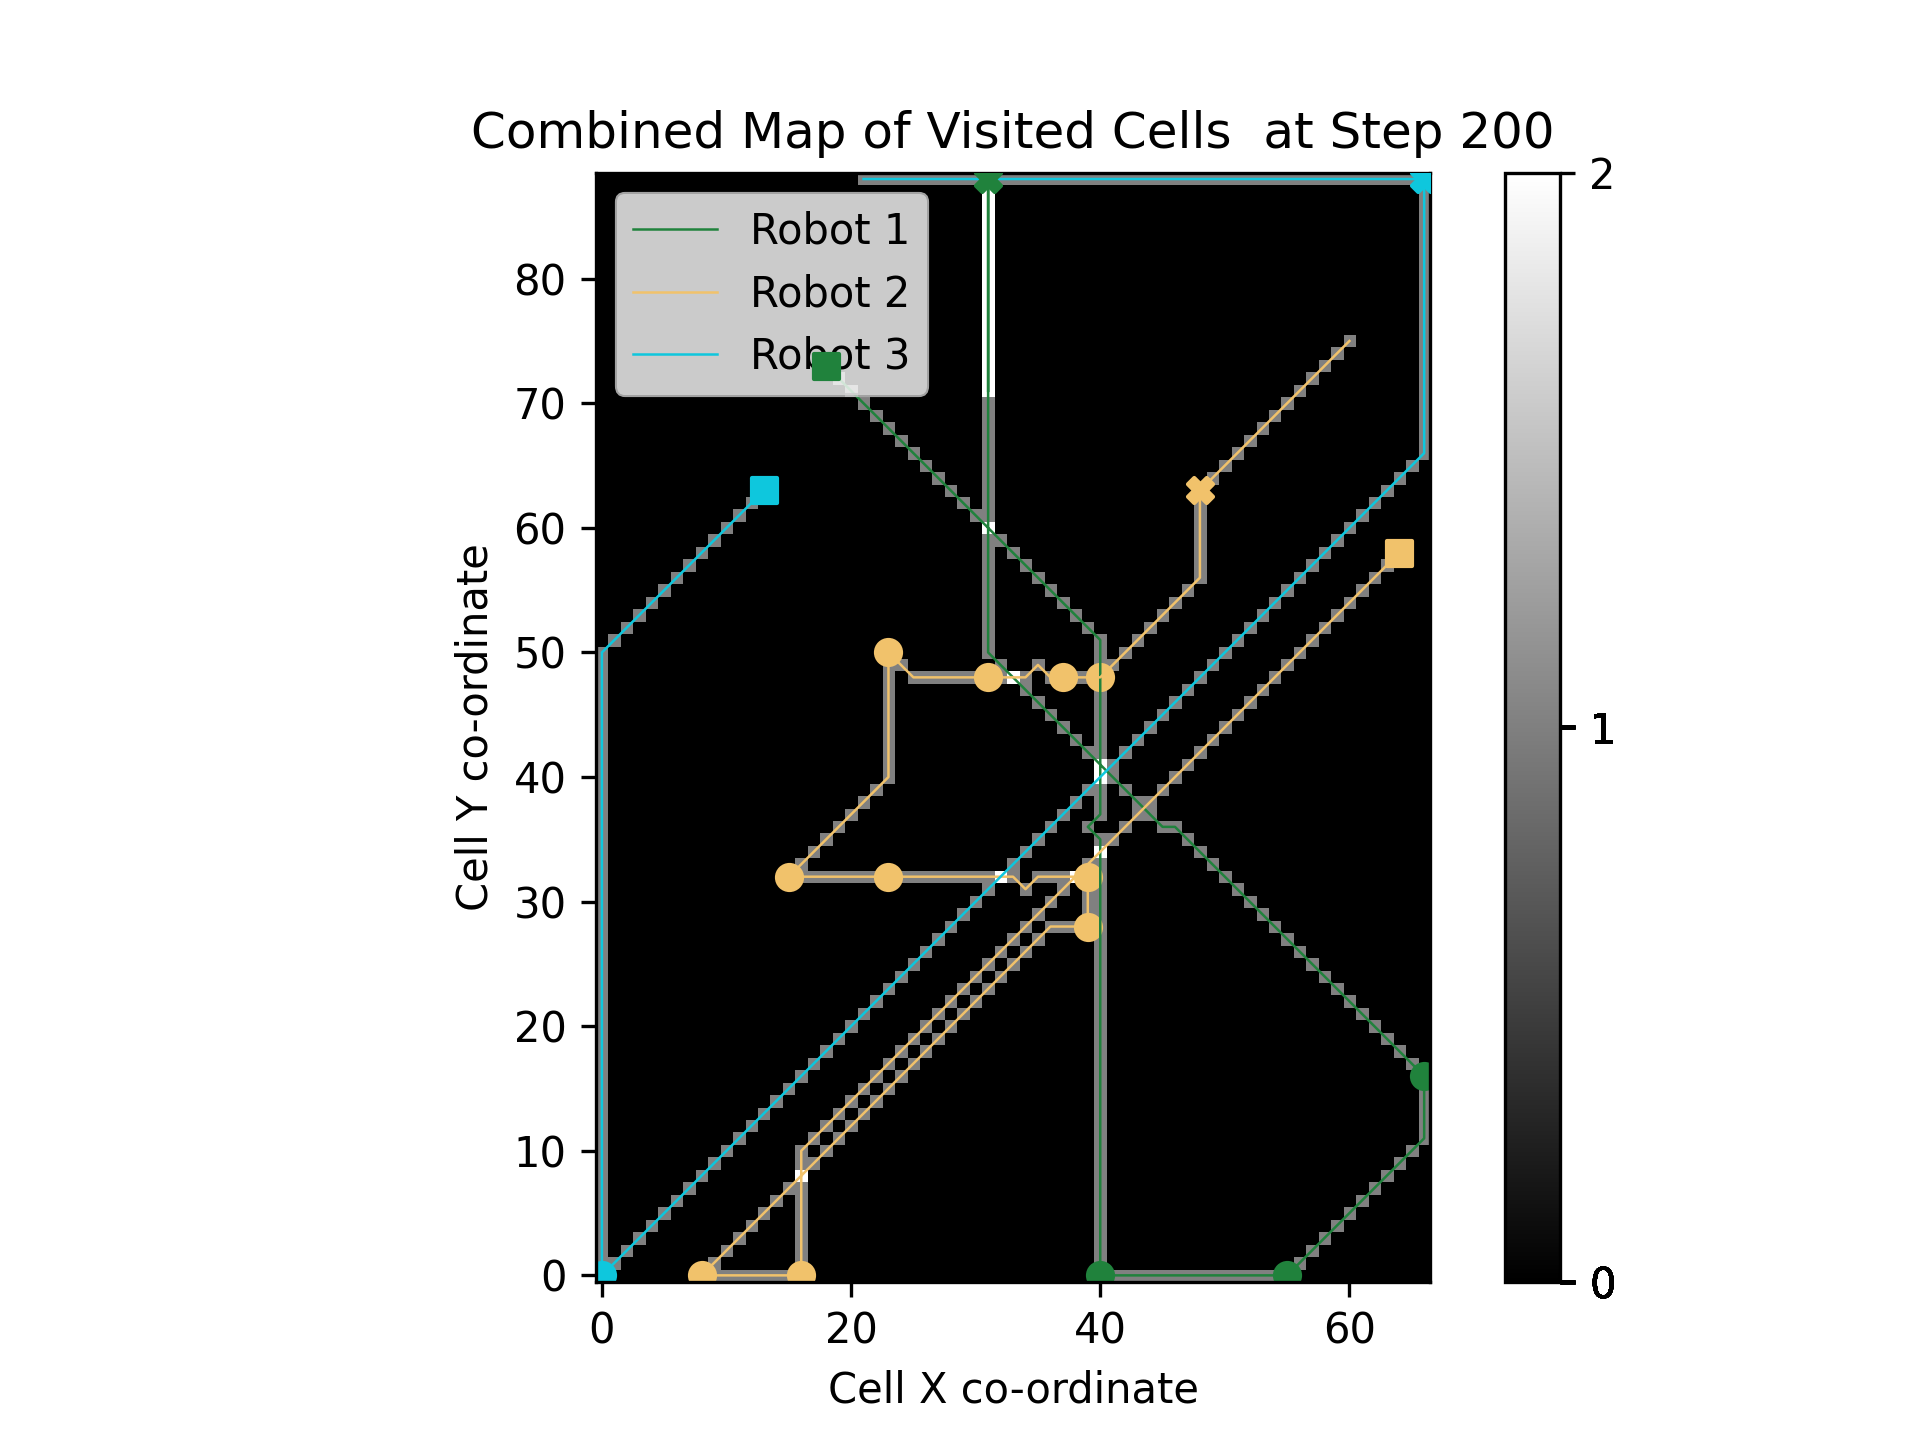 Combined Map of Visited Cells  at Step 200
Robot 1
Robot 2
Robot 3
Cell Y co-ordinate
80
70
60
50
40
30
20
10
0
0 20 40 60
Cell X co-ordinate
2
1
0